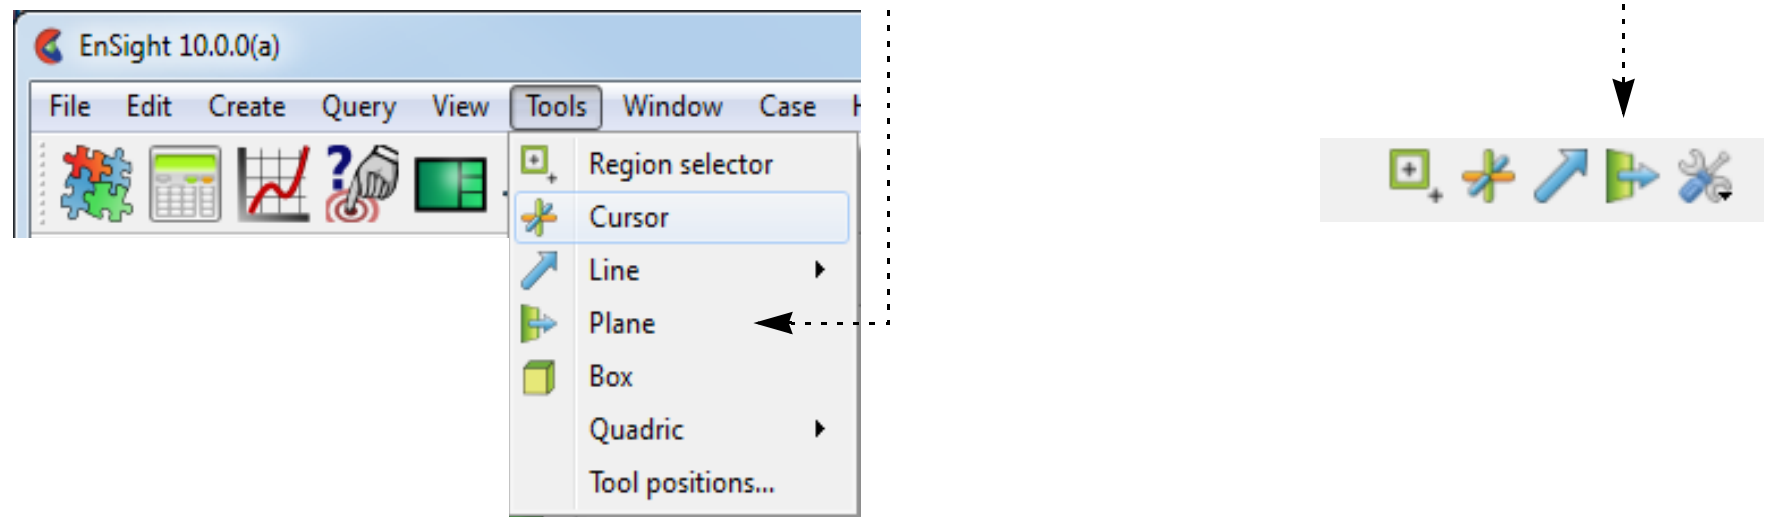 EnSight 10.0.0(a)
File Edit Create Query View Tools Window Case
Region selector
Cursor
Line
Plane
Box
Quadric
Tool positions...